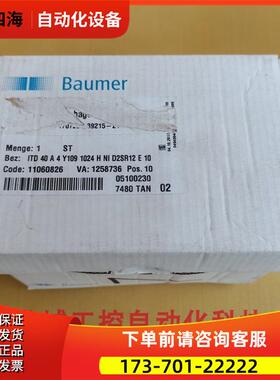 四海 自动化设备
Baumer
Menge: 1 ST
Bez: ITD 40 A 4 Y109 1024 H NI D2SR12 E 10
Code: 11060826 VA: 1258736 Pos. 10
05100230
7480 TAN 02
下单前请咨询客服
173-701-22222